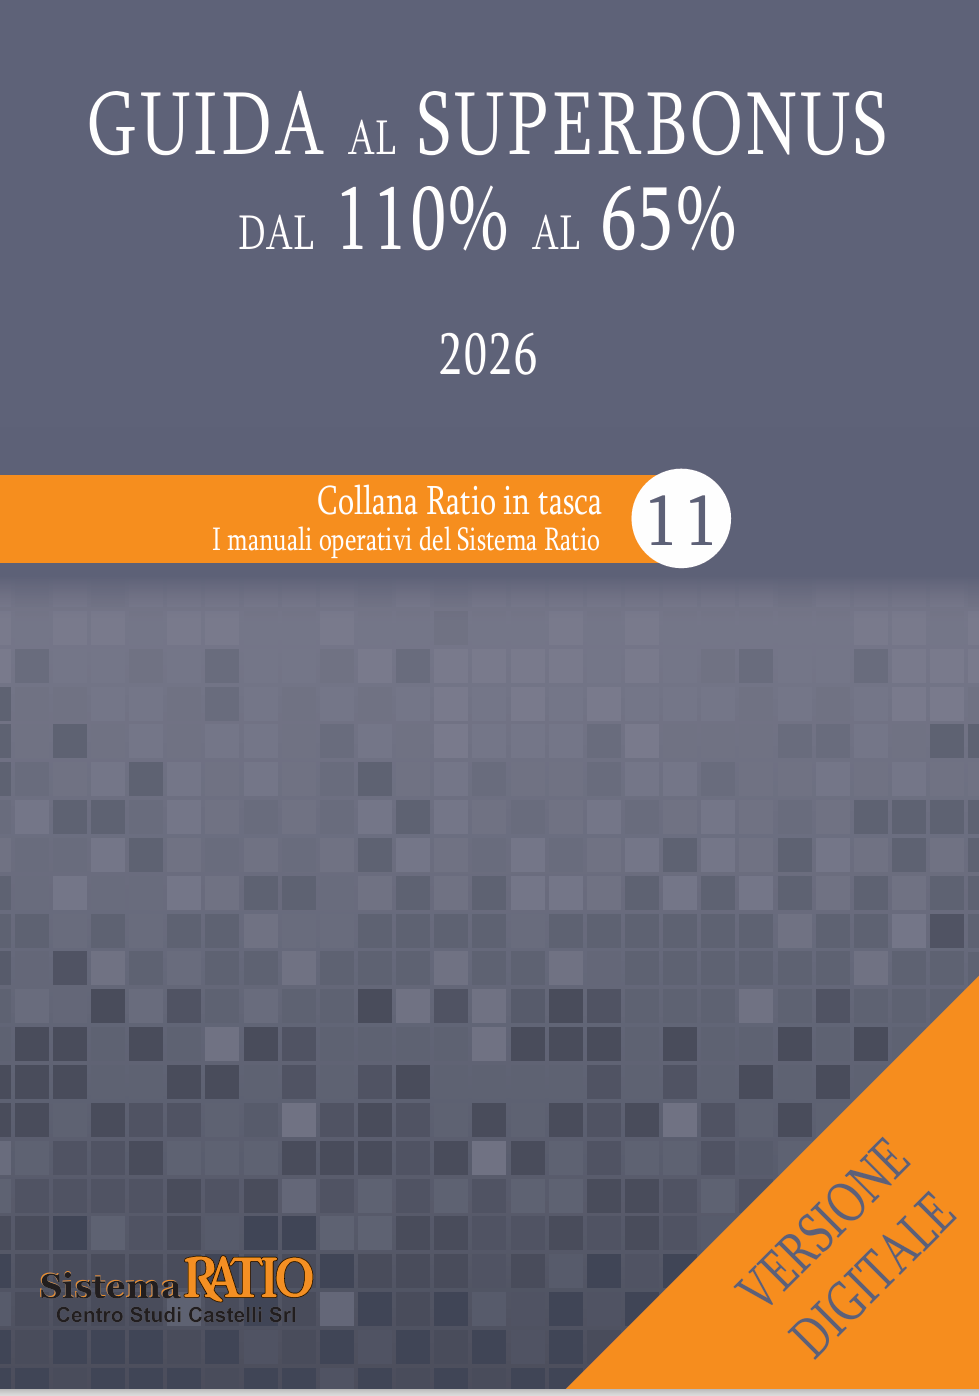 GUIDA AL SUPERBONUS
DAL 110% AL 65%
2026
Collana Ratio in tasca
I manuali operativi del Sistema Ratio
11
VERSIONE
DIGITALE
Sistema RATIO
Centro Studi Castelli Srl